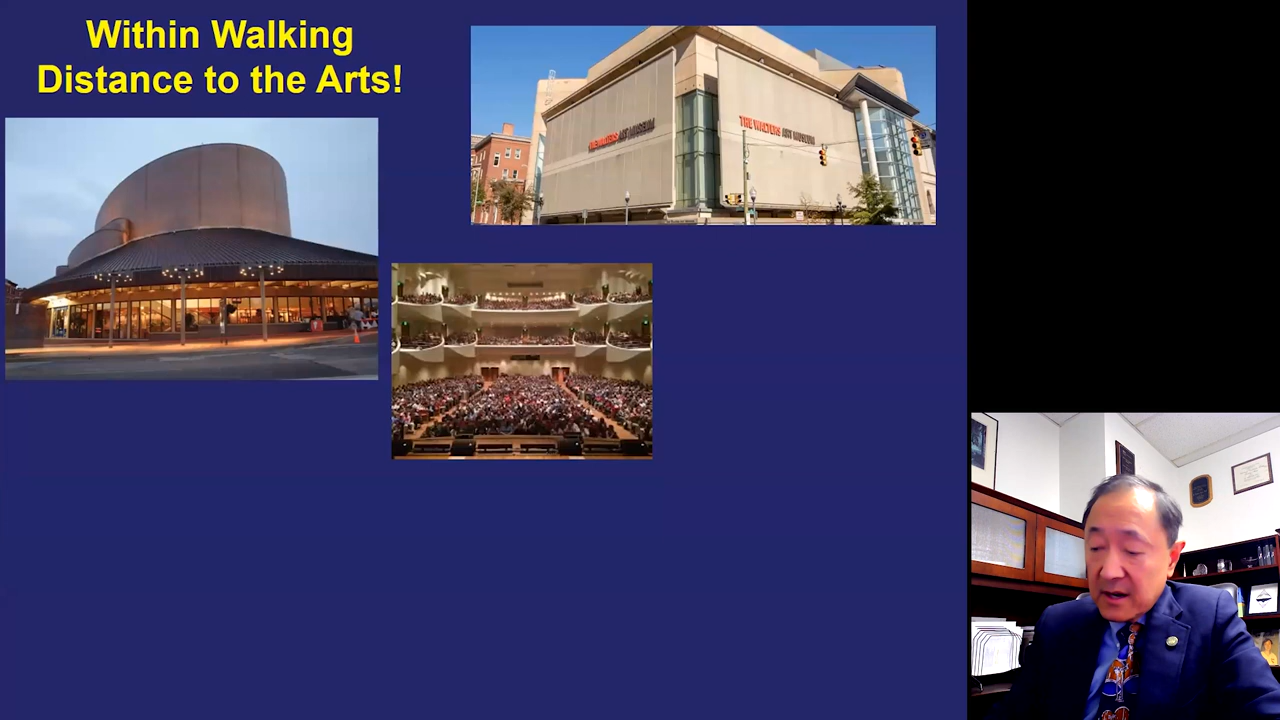 Within Walking
Distance to the Arts!
THE WALTERS ART MUSEUM
THE WALTERS ART MUSEUM